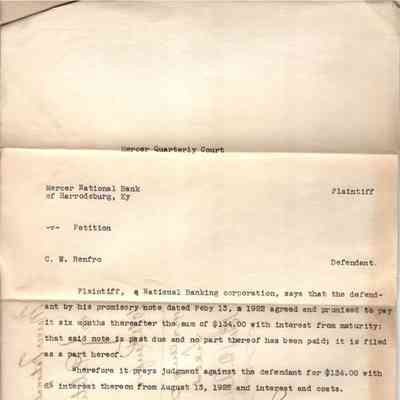 Mercer Quarterly Court
Mercer National Bank Plaintiff
of Harrodsburg, Ky
-v- Petition
C. W. Renfro Defendant.
Plaintiff, a National Banking corporation, says that the defend-
ant by his promissory note dated Feby 13, a 1922 agreed and promised to pay
it six months thereafter the sum of $134.00 with interest from maturity;
that said note is past due and no part thereof has been paid; it is filed
as a part hereof.
Wherefore it prays judgment against the defendant for $134.00 with
6% interest thereon from August 13, 1922 and interest and costs.